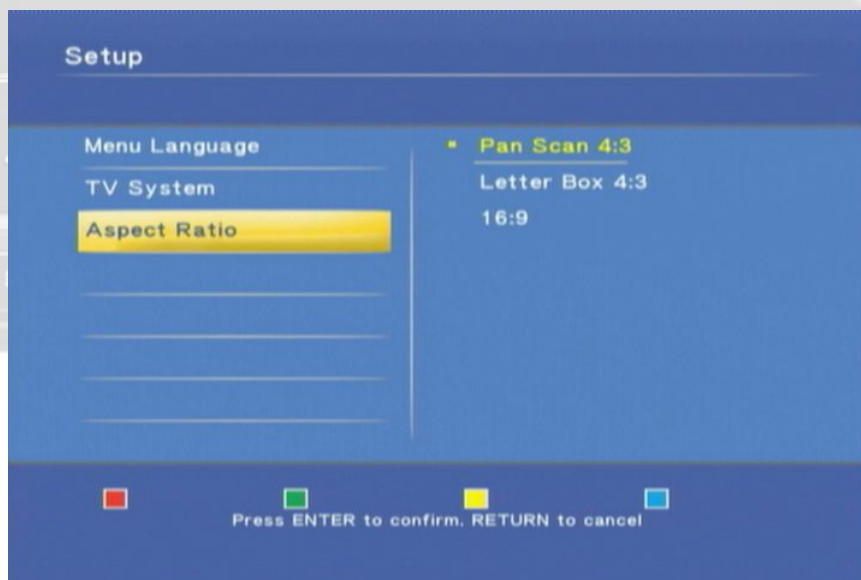 Setup
Menu Language
TV System
Aspect Ratio
Pan Scan 4:3
Letter Box 4:3
16:9
Press ENTER to confirm. RETURN to cancel